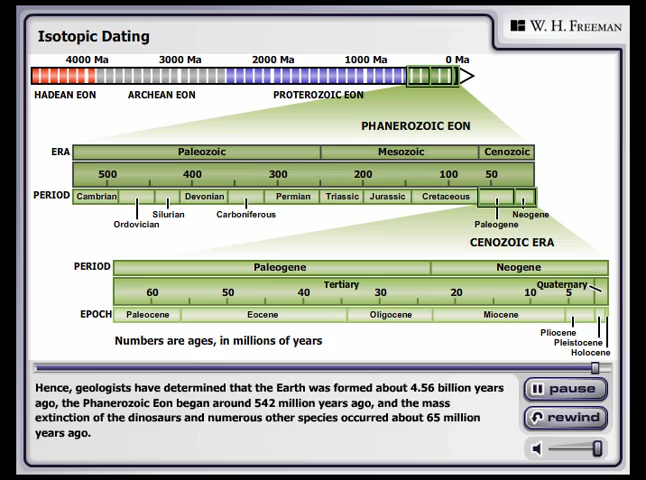 Isotopic Dating
W. H. FREEMAN
4000 Ma 3000 Ma 2000 Ma 1000 Ma 0 Ma
HADEAN EON ARCHEAN EON PROTEROZOIC EON
PHANEROZOIC EON
ERA Paleozoic Mesozoic Cenozoic
500 400 300 200 100 50
PERIOD Cambrian Devonian Permian Triassic Jurassic Cretaceous
Silurian Carboniferous Neogene
Ordovician Paleogene
CENOZOIC ERA
PERIOD Paleogene Neogene
Tertiary Quaternary
60 50 40 30 20 10 5
EPOCH Paleocene Eocene Oligocene Miocene
Pliocene
Pleistocene
Holocene
Numbers are ages, in millions of years
Hence, geologists have determined that the Earth was formed about 4.56 billion years
ago, the Phanerozoic Eon began around 542 million years ago, and the mass
extinction of the dinosaurs and numerous other species occurred about 65 million
years ago.
pause
rewind